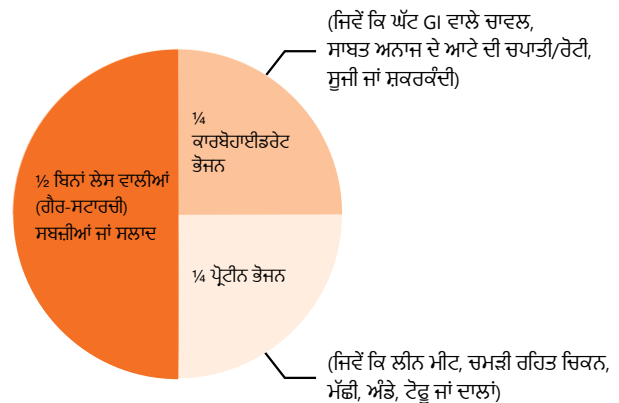 (ਜਿਵੇਂ ਕਿ ਘੱਟ GI ਵਾਲੇ ਚਾਵਲ,
ਸਾਬਤ ਅਨਾਜ ਦੇ ਆਟੇ ਦੀ ਚਪਾਤੀ/ਰੋਟੀ,
ਸੂਜੀ ਜਾਂ ਸ਼ਕਰਕੰਦੀ)
¼
ਕਾਰਬੋਹਾਈਡਰੇਟ
ਭੋਜਨ
½ ਬਿਨਾਂ ਲੇਸ ਵਾਲੀਆਂ
(ਗੈਰ-ਸਟਾਰਚੀ)
ਸਬਜ਼ੀਆਂ ਜਾਂ ਸਲਾਦ
¼ ਪ੍ਰੋਟੀਨ ਭੋਜਨ
(ਜਿਵੇਂ ਕਿ ਲੀਨ ਮੀਟ, ਚਮੜੀ ਰਹਿਤ ਚਿਕਨ,
ਮੱਛੀ, ਅੰਡੇ, ਟੋਫੂ ਜਾਂ ਦਾਲਾਂ)